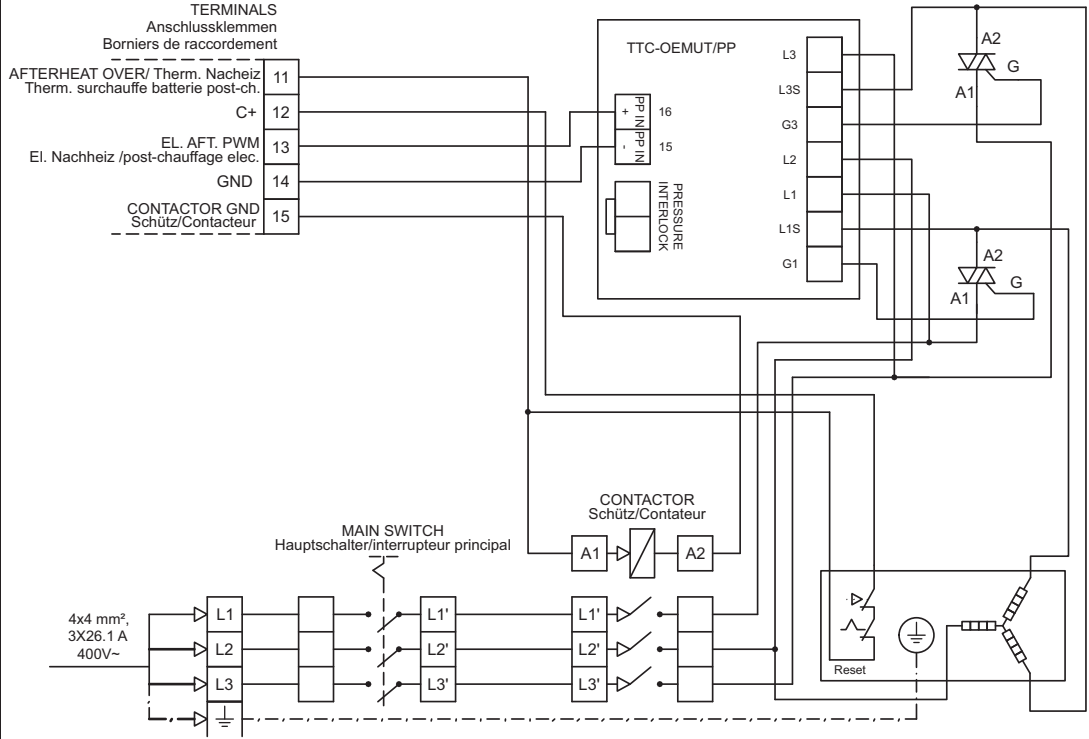 TERMINALS
Anschlussklemmen
Borniers de raccordement
AFTERHEAT OVER/ Therm. Nacheiz
Therm. surchauffe batterie post-ch.
11
C+
12
EL. AFT. PWM
El. Nachheiz /post-chauffage elec.
13
GND
14
CONTACTOR GND
Schütz/Contacteur
15
TTC-OEMUT/PP
+
PP IN
16
-
PP IN
15
PRESSURE
INTERLOCK
L3
L3S
G3
L2
L1
L1S
G1
A2
G
A1
A2
G
A1
CONTACTOR
Schütz/Contateur
A1
A2
MAIN SWITCH
Hauptschalter/interrupteur principal
4x4 mm²,
3X26.1 A
400V~
L1
L2
L3
L1'
L2'
L3'
L1'
L2'
L3'
Reset